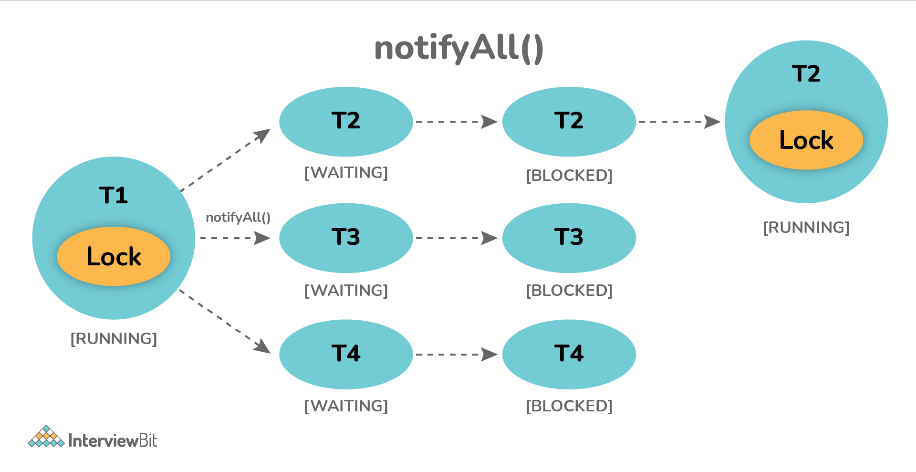 notifyAll()
T1
Lock
[RUNNING]
notifyAll()
T2
[WAITING]
T2
[BLOCKED]
T2
Lock
[RUNNING]
T3
[WAITING]
T3
[BLOCKED]
T4
[WAITING]
T4
[BLOCKED]
InterviewBit